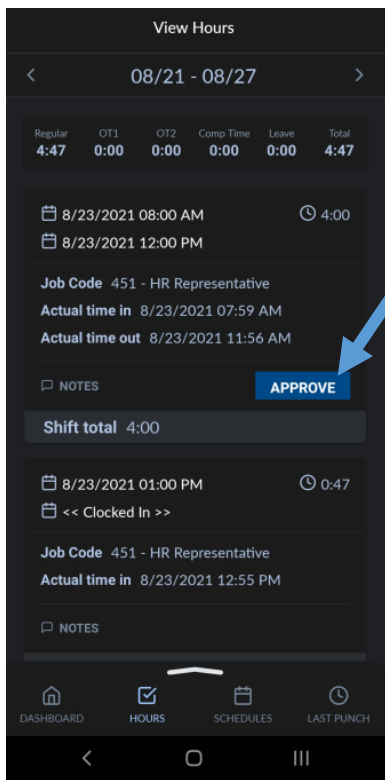 View Hours
08/21 - 08/27
Regular OT1 OT2 Comp Time Leave Total
4:47 0:00 0:00 0:00 0:00 4:47
8/23/2021 08:00 AM 4:00
8/23/2021 12:00 PM
Job Code 451 - HR Representative
Actual time in 8/23/2021 07:59 AM
Actual time out 8/23/2021 11:56 AM
NOTES APPROVE
Shift total 4:00
8/23/2021 01:00 PM 0:47
<< Clocked In >>
Job Code 451 - HR Representative
Actual time in 8/23/2021 12:55 PM
NOTES
DASHBOARD HOURS SCHEDULES LAST PUNCH